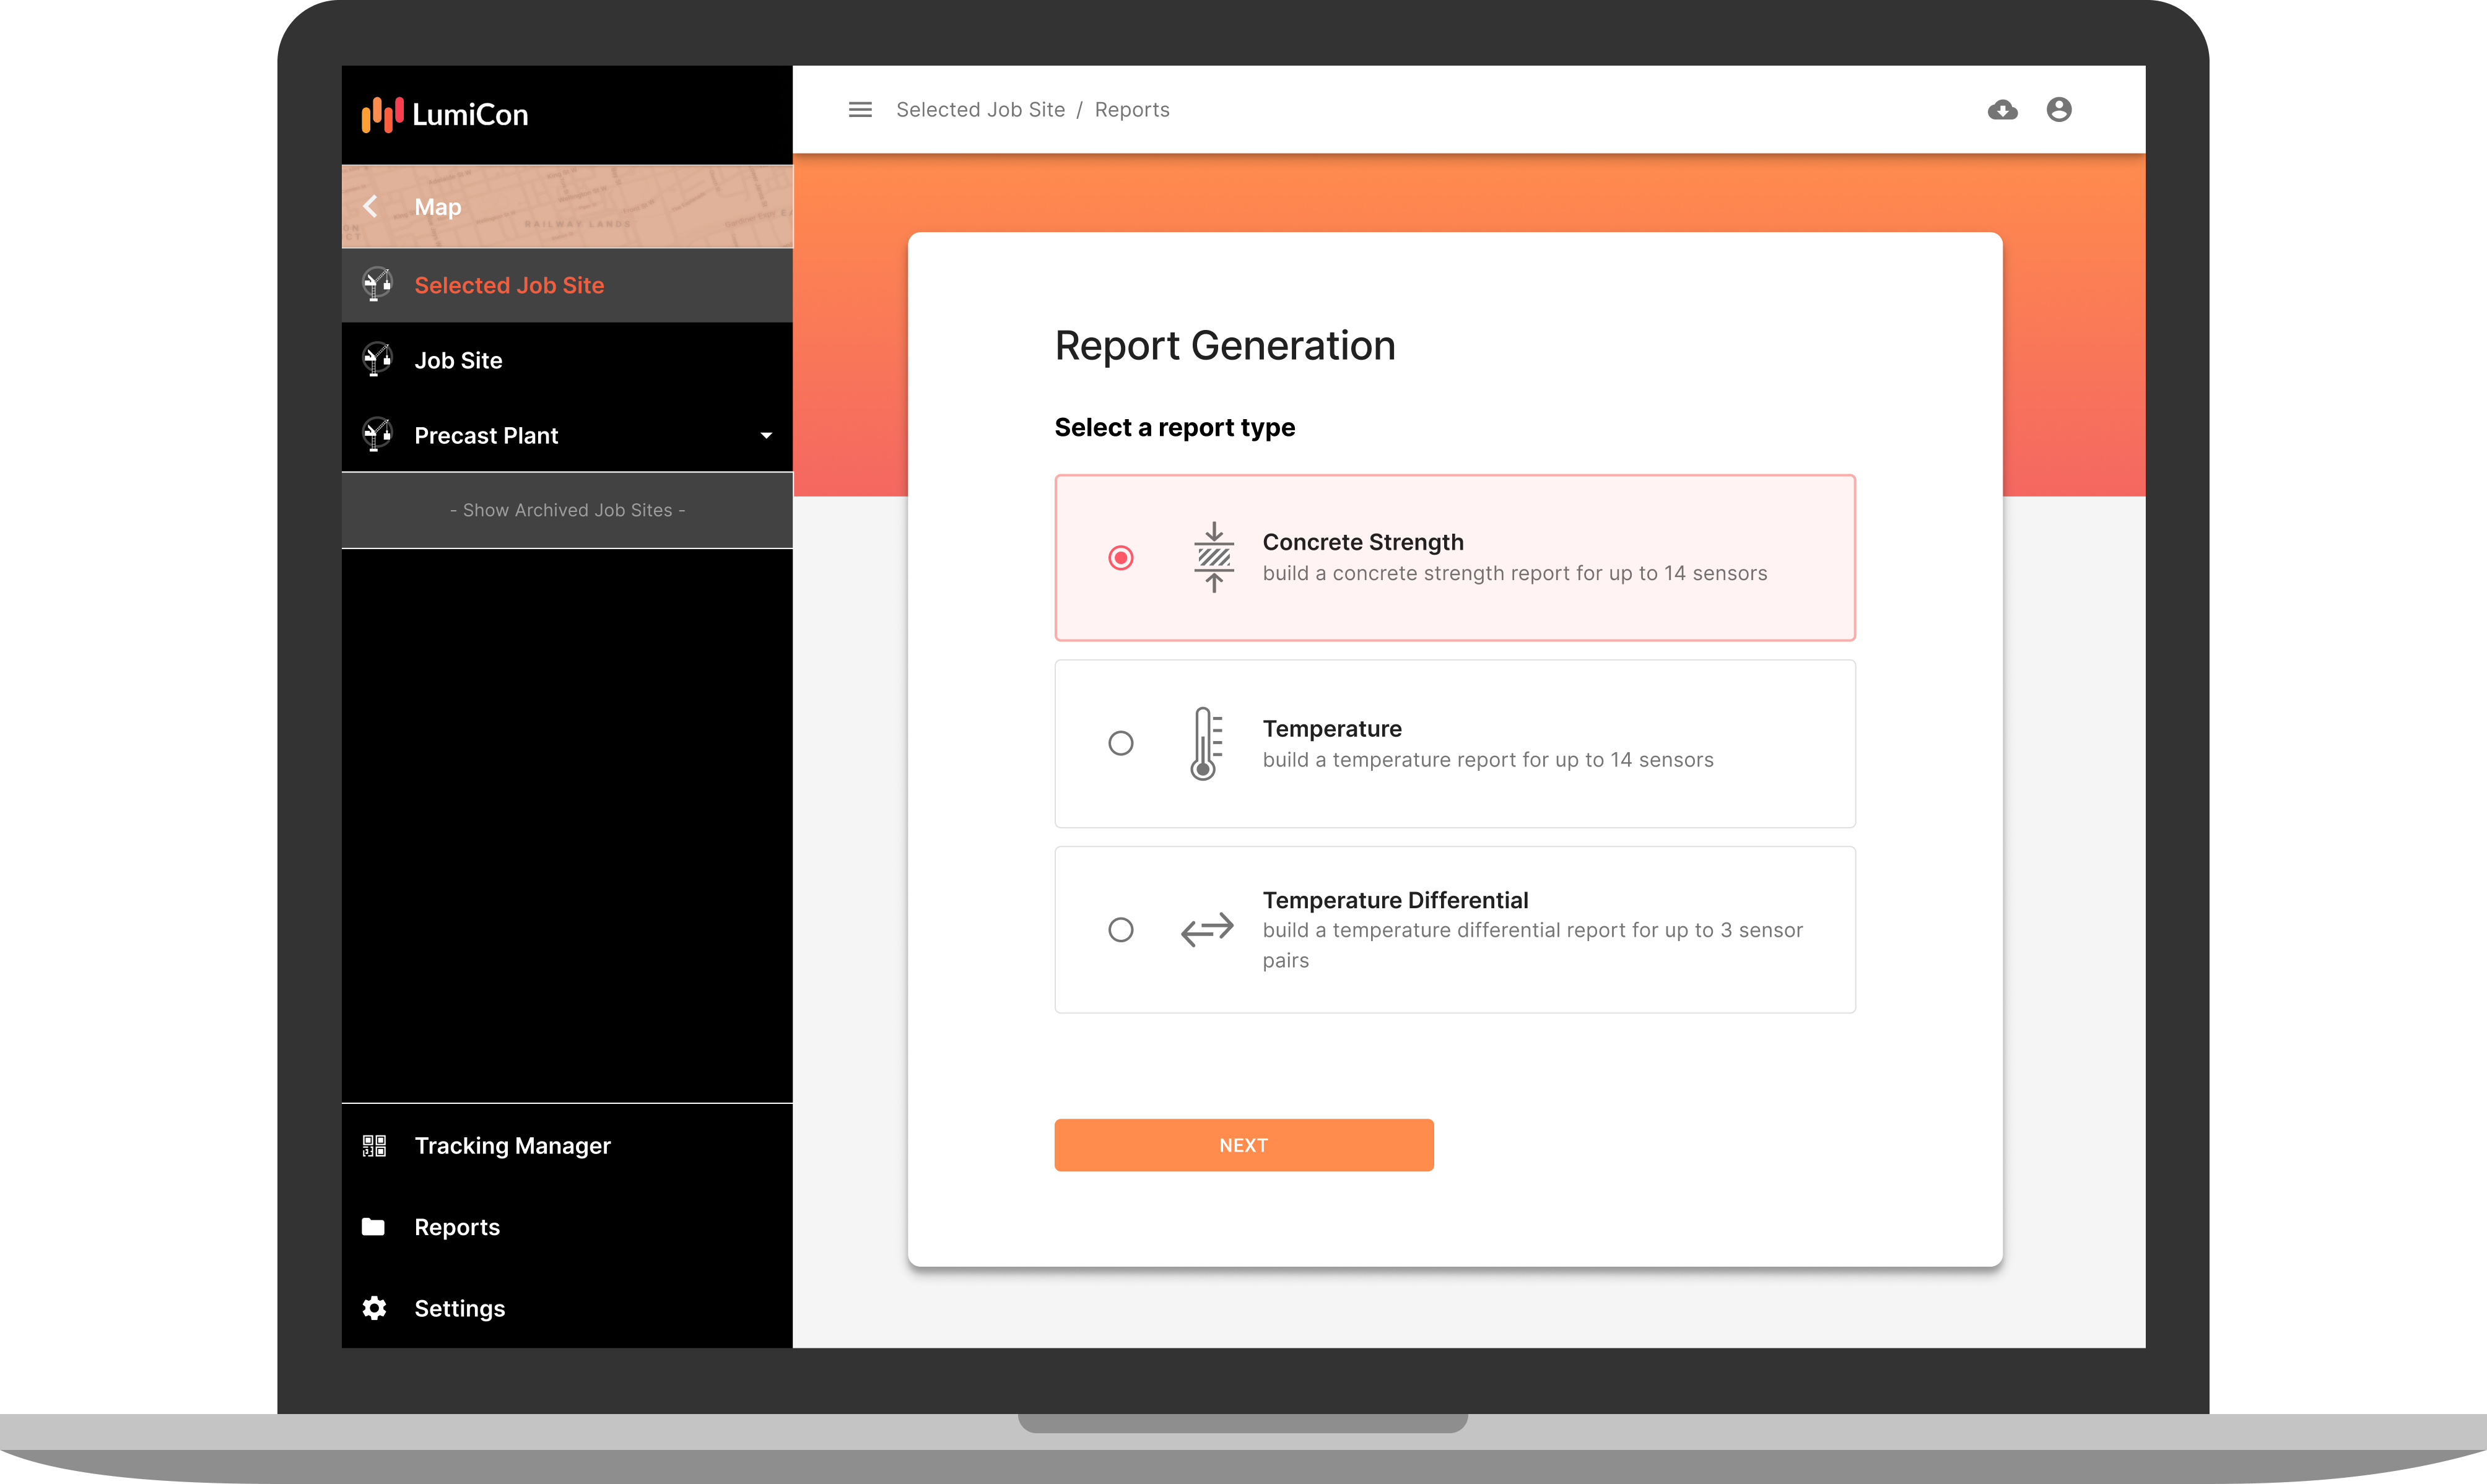 LumiCon
Selected Job Site / Reports
Map
RAILWAY LANDS
Selected Job Site
Job Site
Precast Plant
- Show Archived Job Sites -
Tracking Manager
Reports
Settings
Report Generation
Select a report type
Concrete Strength
build a concrete strength report for up to 14 sensors
Temperature
build a temperature report for up to 14 sensors
Temperature Differential
build a temperature differential report for up to 3 sensor
pairs
NEXT